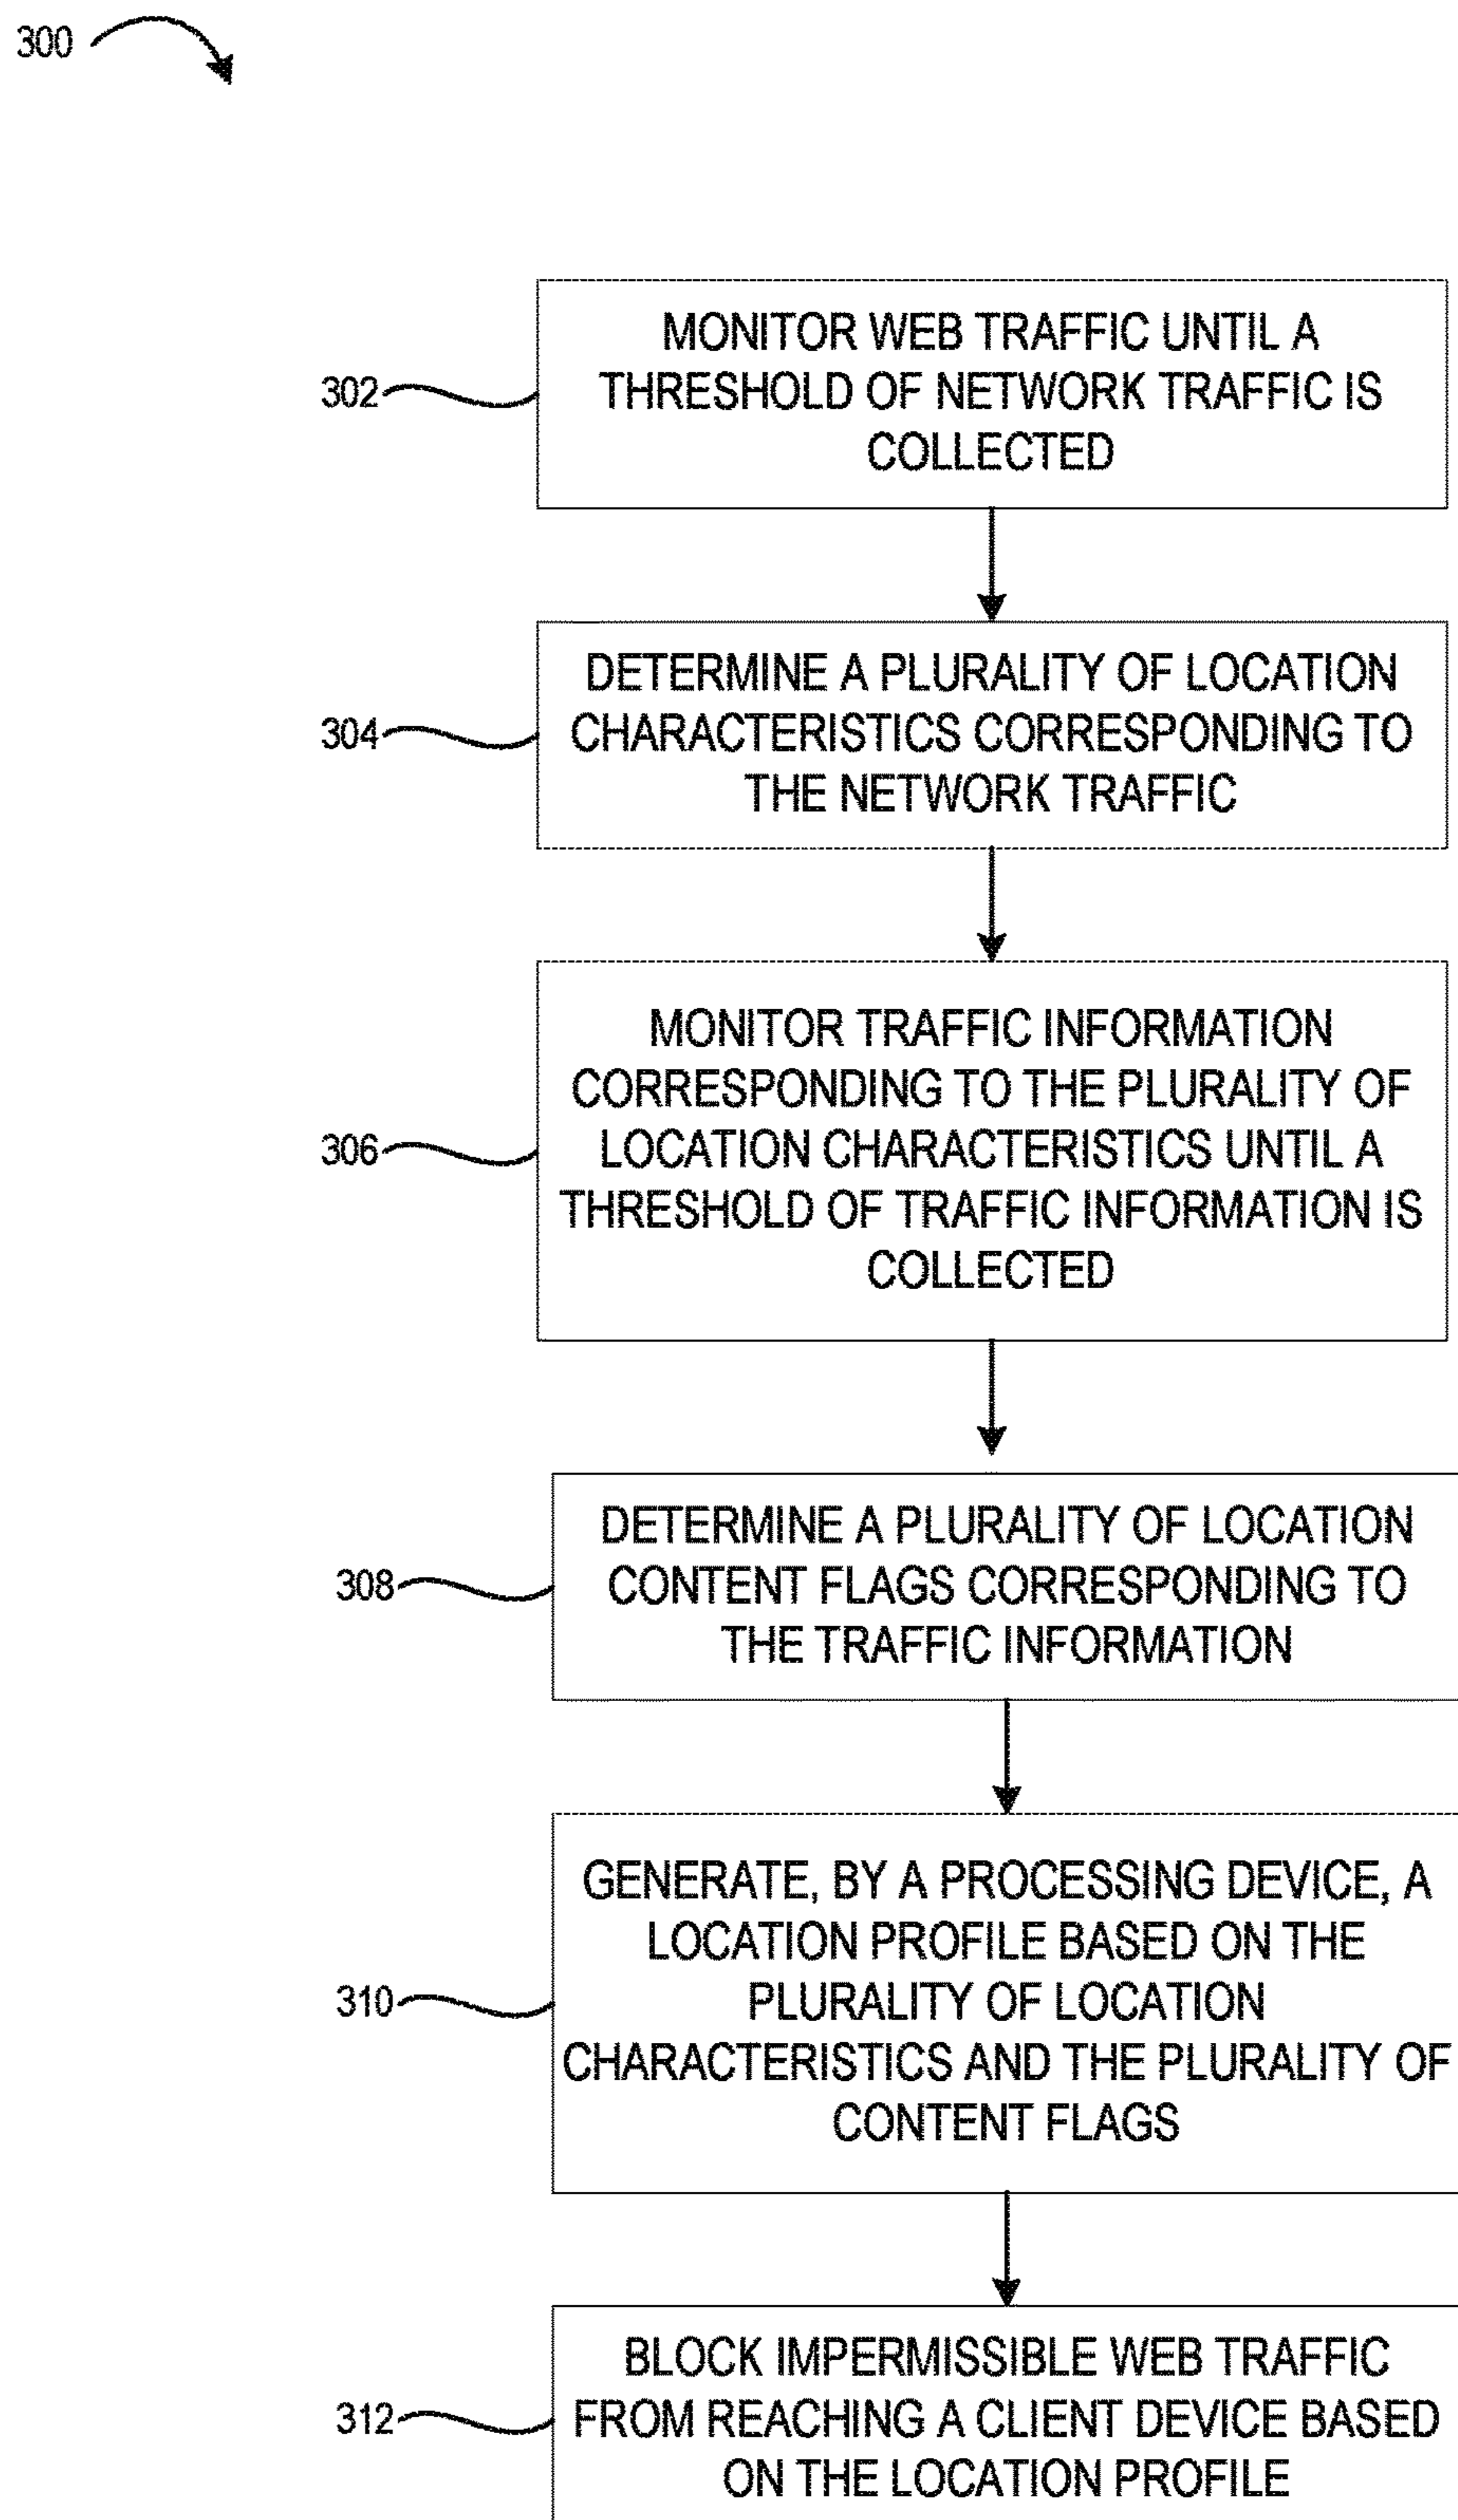 300
302
MONITOR WEB TRAFFIC UNTIL A
THRESHOLD OF NETWORK TRAFFIC IS
COLLECTED
304
DETERMINE A PLURALITY OF LOCATION
CHARACTERISTICS CORRESPONDING TO
THE NETWORK TRAFFIC
306
MONITOR TRAFFIC INFORMATION
CORRESPONDING TO THE PLURALITY OF
LOCATION CHARACTERISTICS UNTIL A
THRESHOLD OF TRAFFIC INFORMATION IS
COLLECTED
308
DETERMINE A PLURALITY OF LOCATION
CONTENT FLAGS CORRESPONDING TO
THE TRAFFIC INFORMATION
310
GENERATE, BY A PROCESSING DEVICE, A
LOCATION PROFILE BASED ON THE
PLURALITY OF LOCATION
CHARACTERISTICS AND THE PLURALITY OF
CONTENT FLAGS
312
BLOCK IMPERMISSIBLE WEB TRAFFIC
FROM REACHING A CLIENT DEVICE BASED
ON THE LOCATION PROFILE